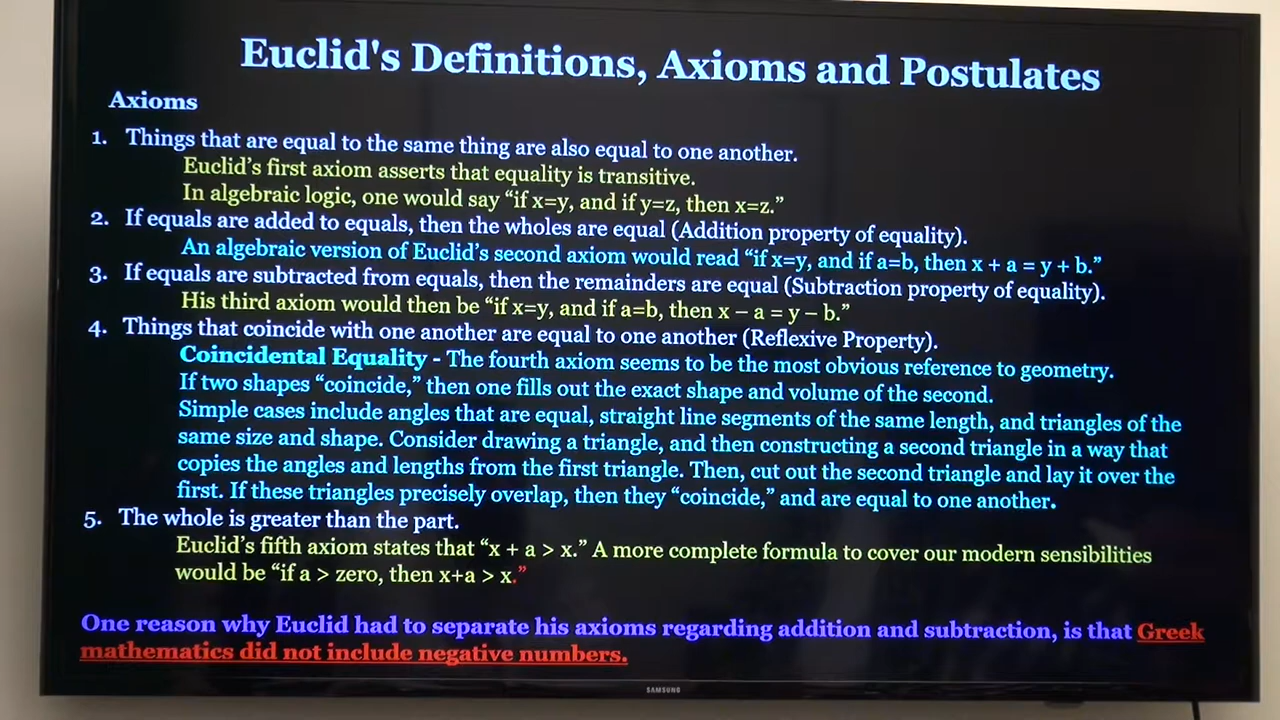 Euclid's Definitions, Axioms and Postulates
Axioms
1. Things that are equal to the same thing are also equal to one another.
Euclid's first axiom asserts that equality is transitive.
In algebraic logic, one would say “if x=y, and if y=z, then x=z.”
2. If equals are added to equals, then the wholes are equal (Addition property of equality).
An algebraic version of Euclid's second axiom would read “if x=y, and if a=b, then x + a = y + b.”
3. If equals are subtracted from equals, then the remainders are equal (Subtraction property of equality).
His third axiom would then be “if x=y, and if a=b, then x – a = y – b.”
4. Things that coincide with one another are equal to one another (Reflexive Property).
Coincidental Equality - The fourth axiom seems to be the most obvious reference to geometry.
If two shapes “coincide,” then one fills out the exact shape and volume of the second.
Simple cases include angles that are equal, straight line segments of the same length, and triangles of the
same size and shape. Consider drawing a triangle, and then constructing a second triangle in a way that
copies the angles and lengths from the first triangle. Then, cut out the second triangle and lay it over the
first. If these triangles precisely overlap, then they “coincide,” and are equal to one another.
5. The whole is greater than the part.
Euclid's fifth axiom states that “x + a > x.” A more complete formula to cover our modern sensibilities
would be “if a > zero, then x+a > x.”
One reason why Euclid had to separate his axioms regarding addition and subtraction, is that Greek
mathematics did not include negative numbers.
SAMSUNG